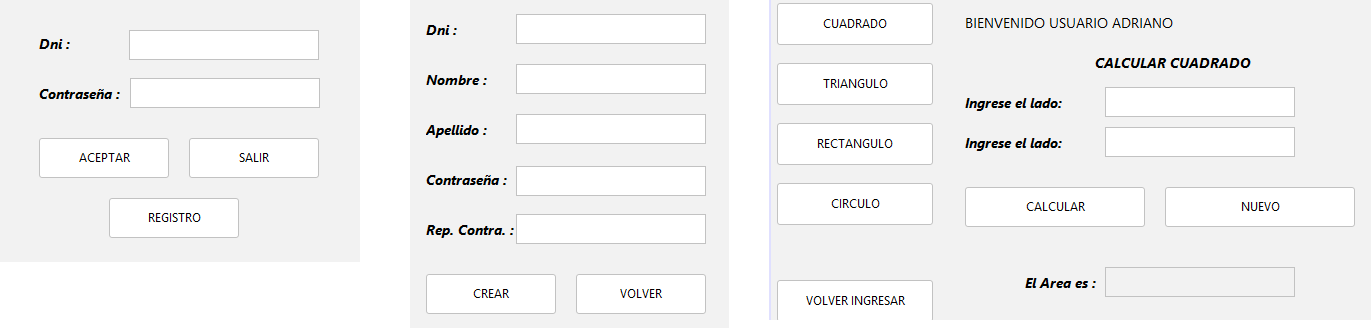 Dni :
Contraseña :
ACEPTAR
SALIR
REGISTRO
Dni :
Nombre :
Apellido :
Contraseña :
Rep. Contra. :
CREAR
VOLVER
CUADRADO
TRIANGULO
RECTANGULO
CIRCULO
VOLVER INGRESAR
BIENVENIDO USUARIO ADRIANO
CALCULAR CUADRADO
Ingrese el lado:
Ingrese el lado:
CALCULAR
NUEVO
El Area es :